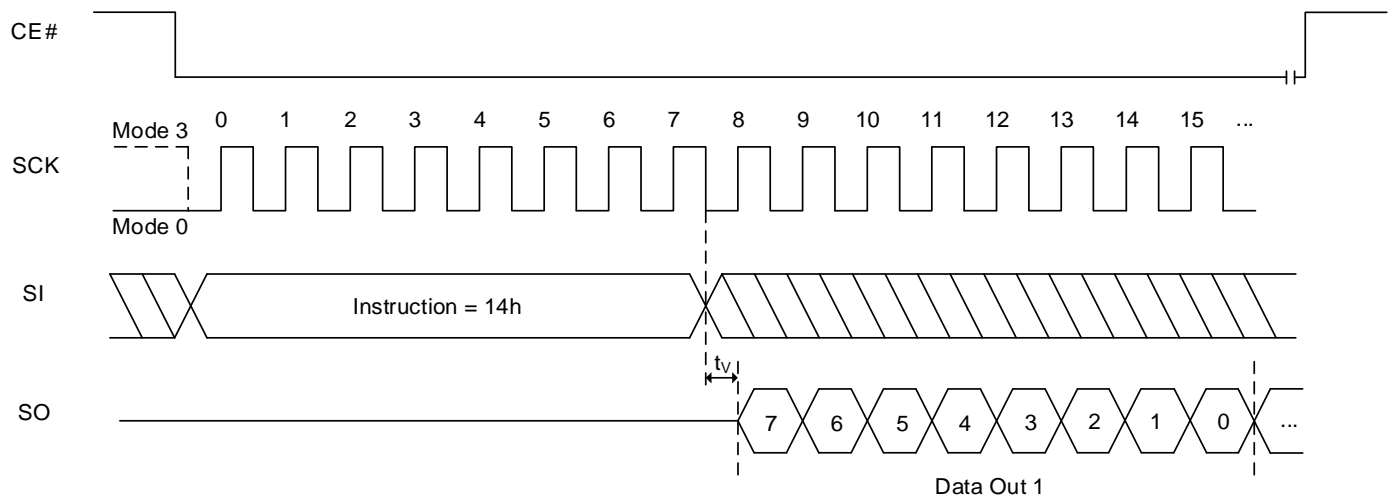 CE#
0 1 2 3 4 5 6 7 8 9 10 11 12 13 14 15 ...
Mode 3
SCK
Mode 0
SI
Instruction = 14h
tV
SO
7 6 5 4 3 2 1 0 ...
Data Out 1